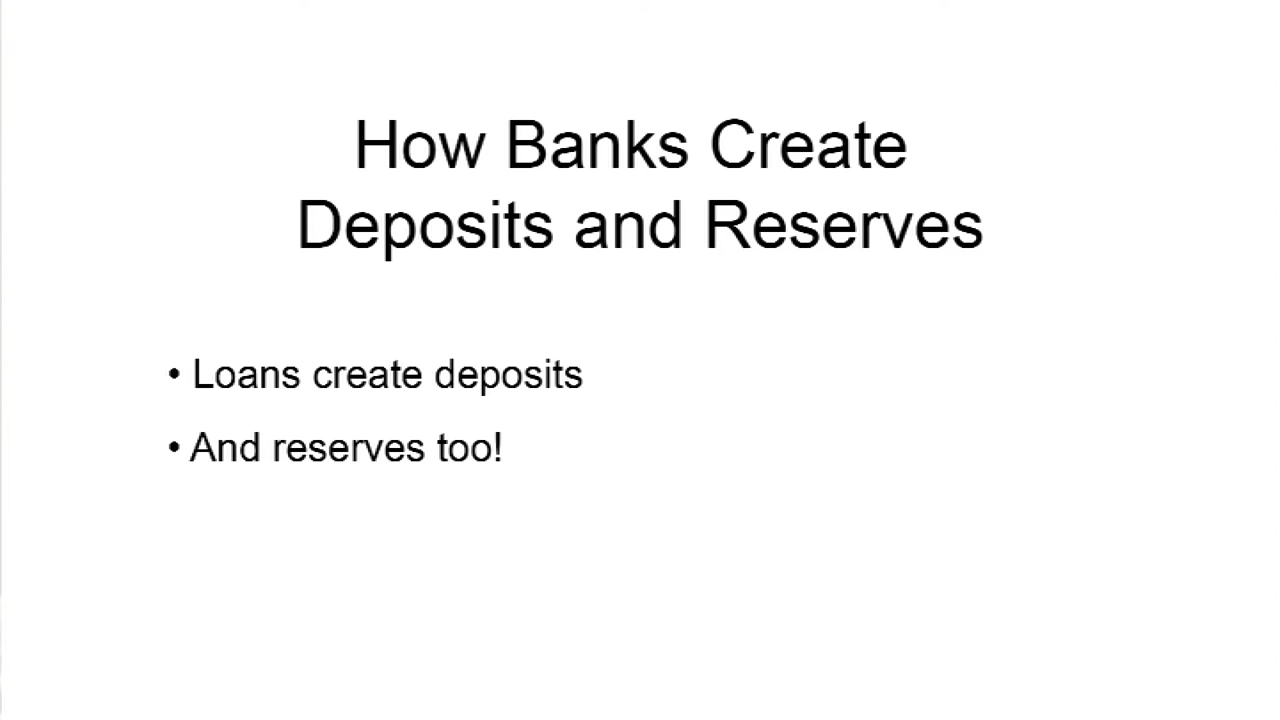 How Banks Create
Deposits and Reserves
• Loans create deposits
• And reserves too!